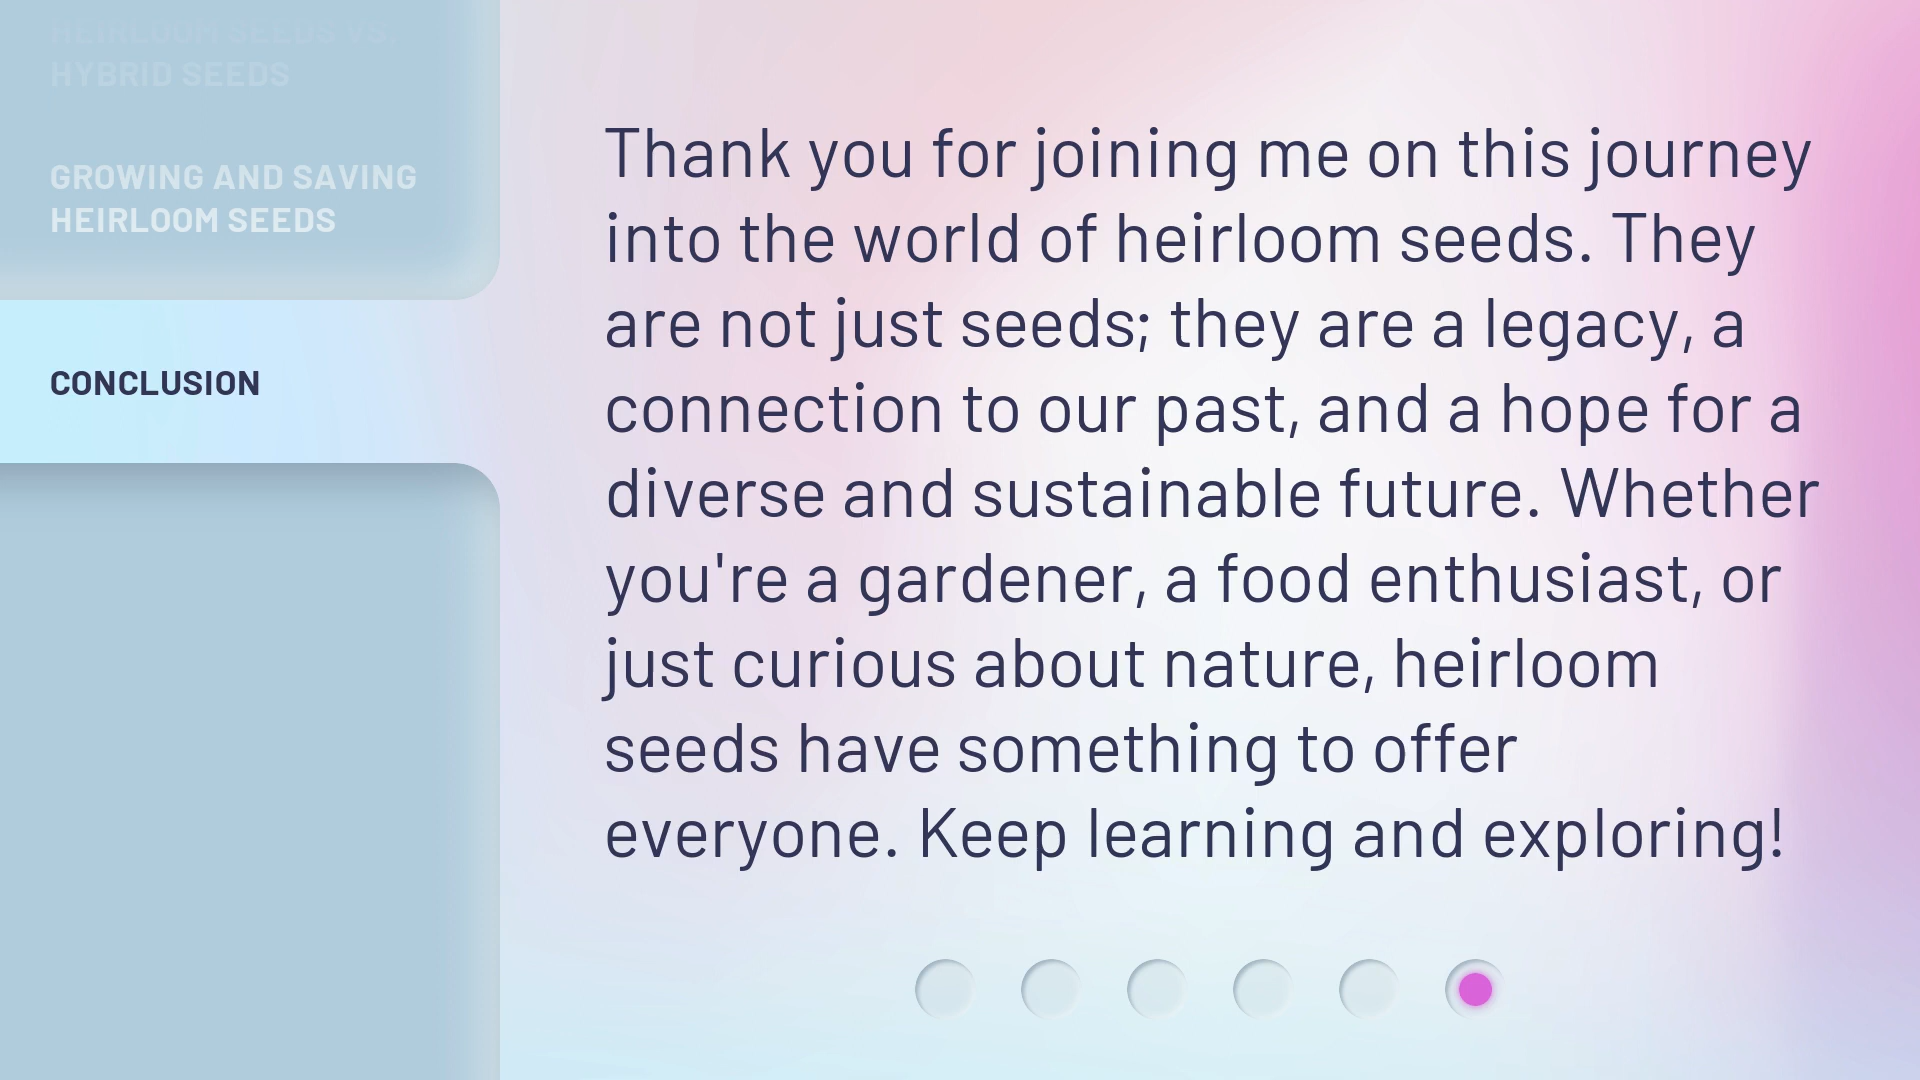 HEIRLOOM SEEDS VS.
HYBRID SEEDS
GROWING AND SAVING
HEIRLOOM SEEDS
CONCLUSION
Thank you for joining me on this journey
into the world of heirloom seeds. They
are not just seeds; they are a legacy, a
connection to our past, and a hope for a
diverse and sustainable future. Whether
you're a gardener, a food enthusiast, or
just curious about nature, heirloom
seeds have something to offer
everyone. Keep learning and exploring!